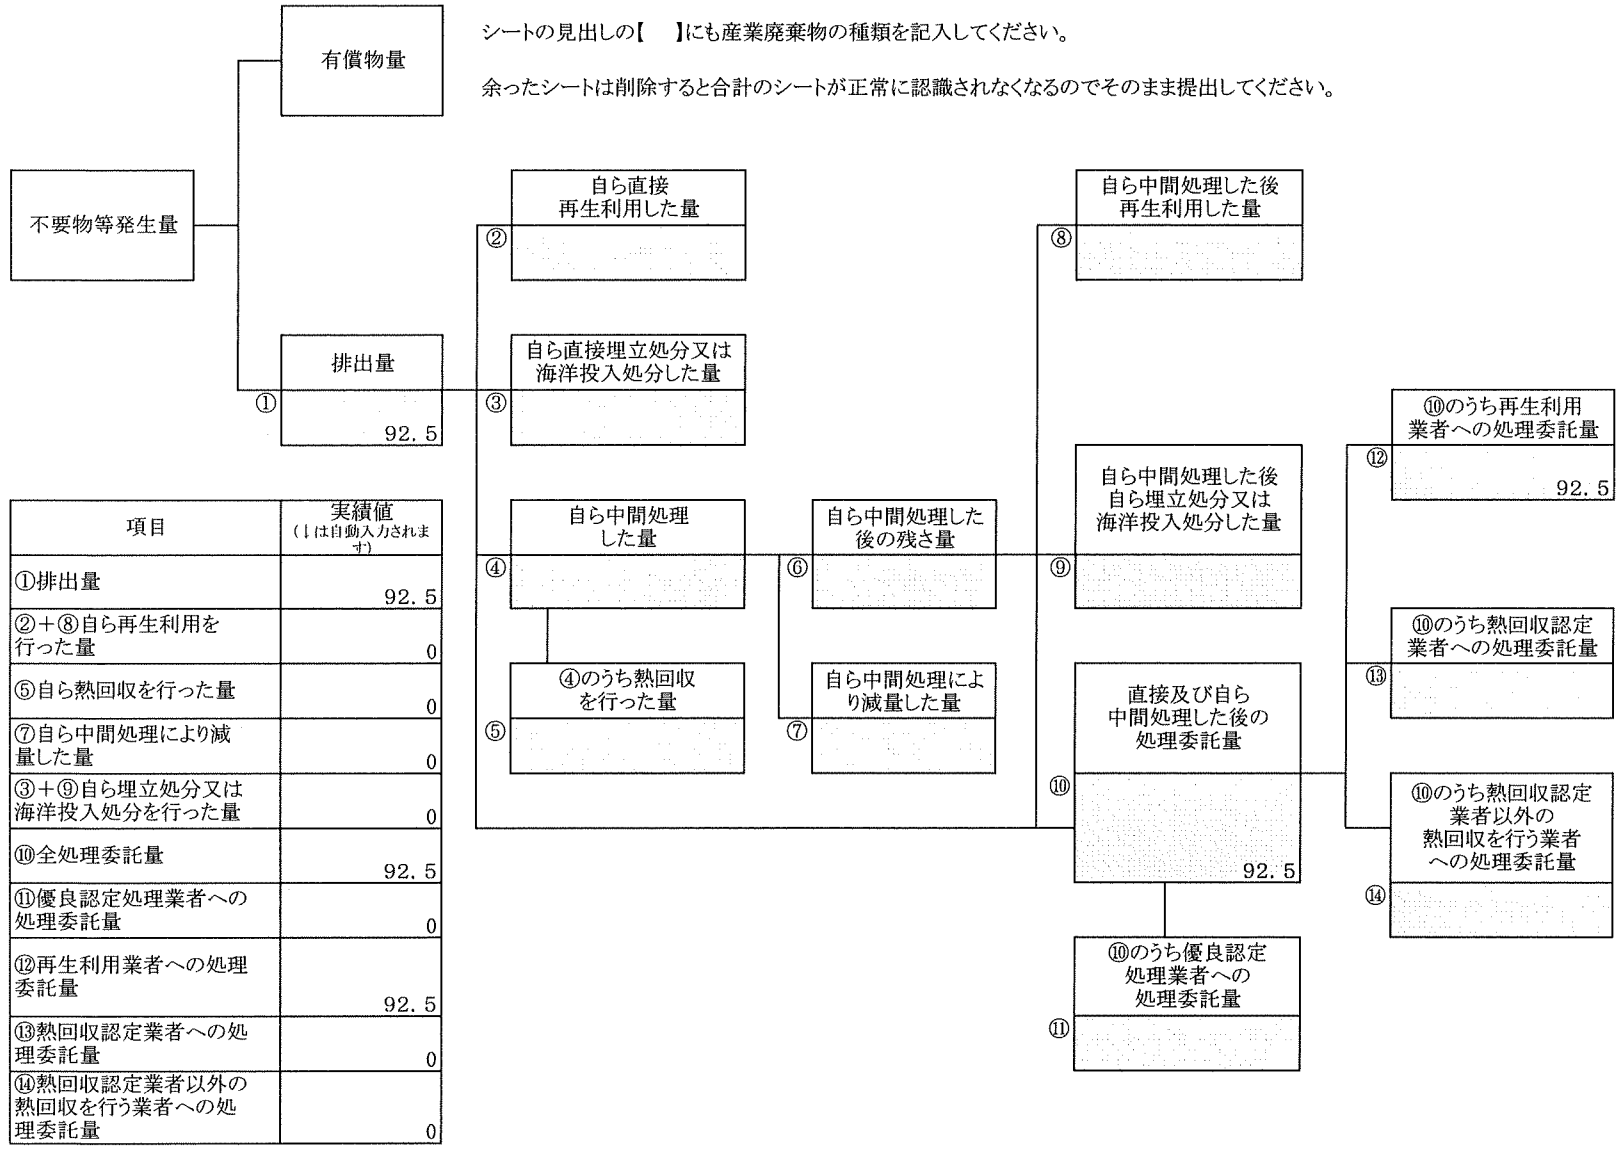 シートの見出しの【　】にも産業廃棄物の種類を記入してください。
余ったシートは削除すると合計のシートが正常に認識されなくなるのでそのまま提出してください。
有償物量
不要物等発生量
自ら直接
再生利用した量
②
自ら中間処理した後
再生利用した量
⑧
排出量
①
92.5
自ら直接埋立処分又は
海洋投入処分した量
③
⑩のうち再生利用
業者への処理委託量
⑫
92.5
自ら中間処理
した量
④
自ら中間処理した
後の残さ量
⑥
自ら中間処理した後
自ら埋立処分又は
海洋投入処分した量
⑨
⑩のうち熱回収認定
業者への処理委託量
⑬
④のうち熱回収
を行った量
⑤
自ら中間処理によ
り減量した量
⑦
直接及び自ら
中間処理した後の
処理委託量
⑩
92.5
⑩のうち熱回収認定
業者以外の
熱回収を行う業者
への処理委託量
⑭
⑩のうち優良認定
処理業者への
処理委託量
⑪
項目
実績値
(↓は自動入力されま
す)
①排出量
92.5
②＋⑧自ら再生利用を
行った量
0
⑤自ら熱回収を行った量
0
⑦自ら中間処理により減
量した量
0
③＋⑨自ら埋立処分又は
海洋投入処分を行った量
0
⑩全処理委託量
92.5
⑪優良認定処理業者への
処理委託量
0
⑫再生利用業者への処理
委託量
92.5
⑬熱回収認定業者への処
理委託量
0
⑭熱回収認定業者以外の
熱回収を行う業者への処
理委託量
0